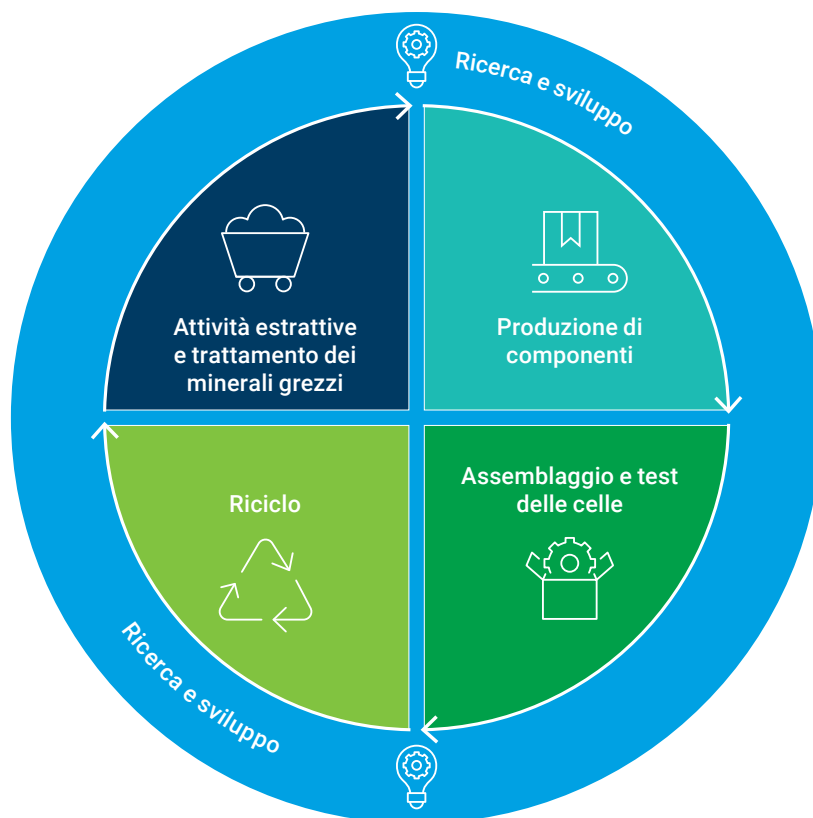 Ricerca e sviluppo
Attività estrattive
e trattamento dei
minerali grezzi
Produzione di
componenti
Riciclo
Assemblaggio e test
delle celle
Ricerca e sviluppo